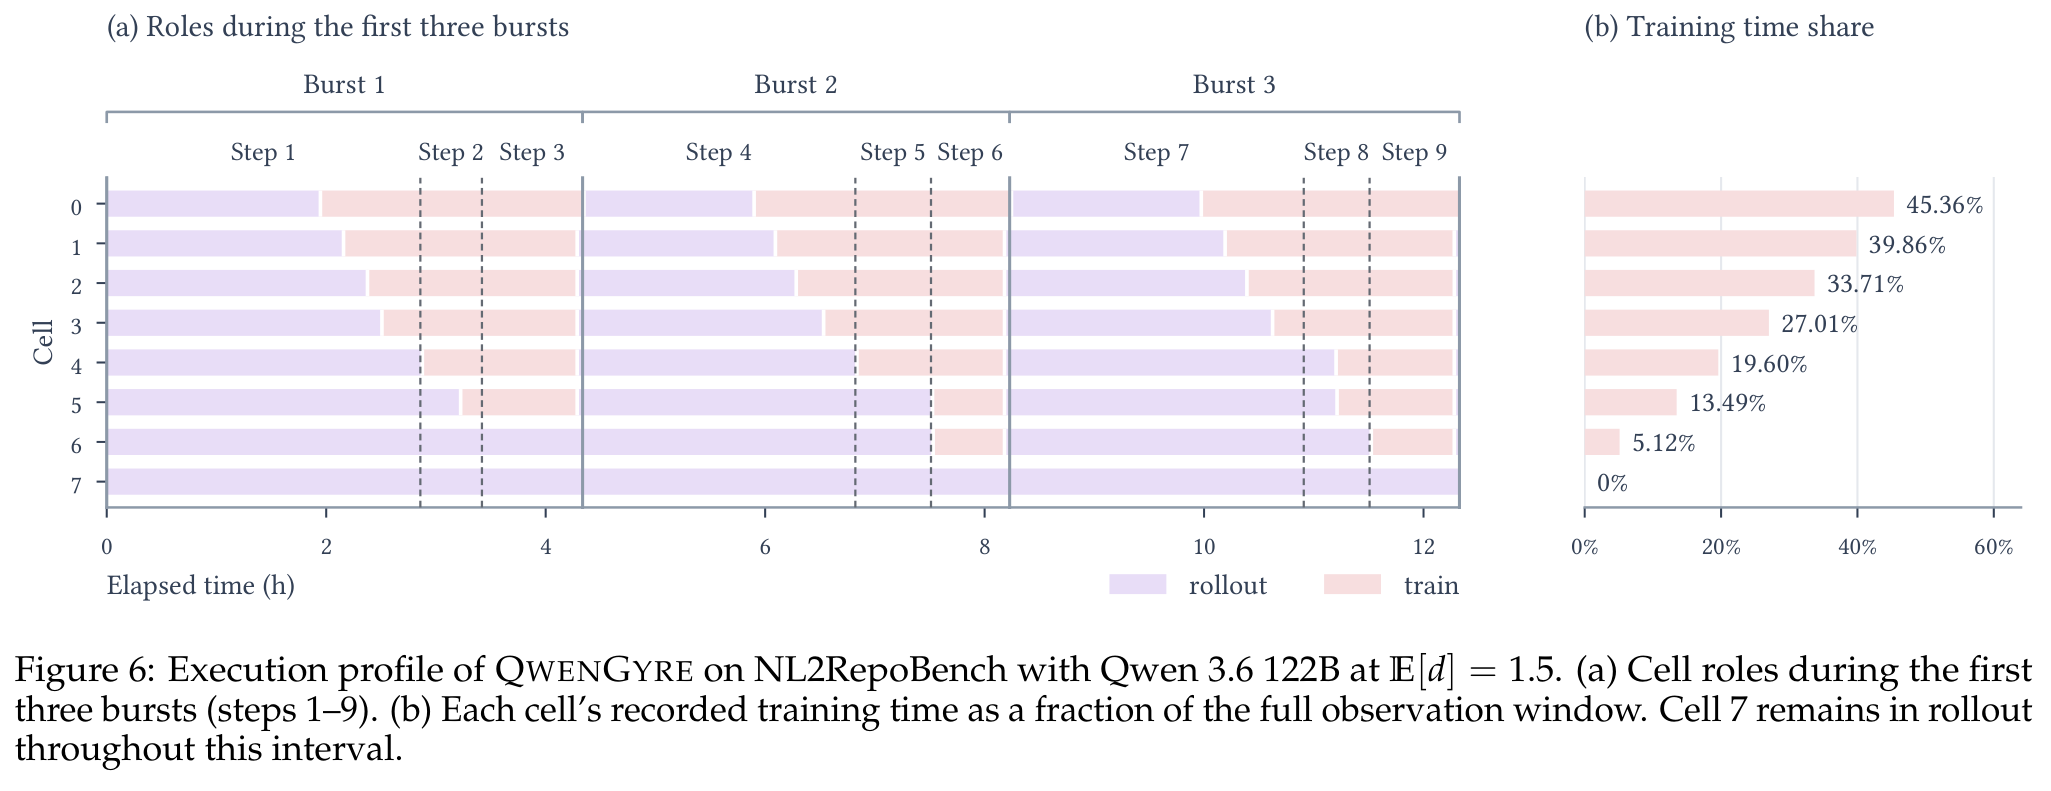 (a) Roles during the first three bursts
Burst 1 Burst 2 Burst 3
Step 1 Step 2 Step 3 Step 4 Step 5 Step 6 Step 7 Step 8 Step 9
Cell
0
1
2
3
4
5
6
7
0 2 4 6 8 10 12
Elapsed time (h)
rollout train
(b) Training time share
45.36%
39.86%
33.71%
27.01%
19.60%
13.49%
5.12%
0%
0% 20% 40% 60%
Figure 6: Execution profile of QWENGYRE on NL2RepoBench with Qwen 3.6 122B at 𝔼[d] = 1.5. (a) Cell roles during the first
three bursts (steps 1–9). (b) Each cell's recorded training time as a fraction of the full observation window. Cell 7 remains in rollout
throughout this interval.